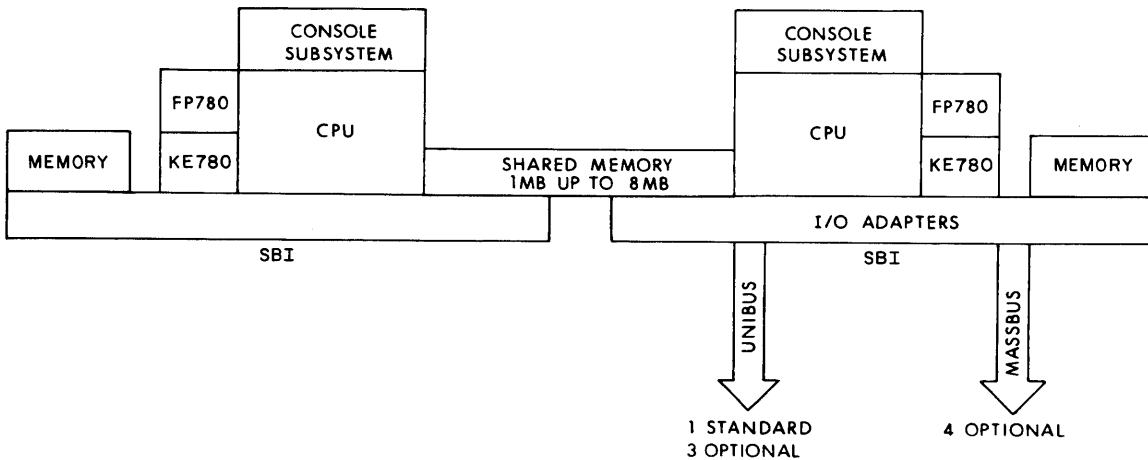 CONSOLE
SUBSYSTEM
FP780
CPU
MEMORY
KE780
SBI
SHARED MEMORY
1MB UP TO 8MB
CONSOLE
SUBSYSTEM
CPU
FP780
KE780
MEMORY
I/O ADAPTERS
SBI
UNIBUS
MASSBUS
1 STANDARD
3 OPTIONAL
4 OPTIONAL